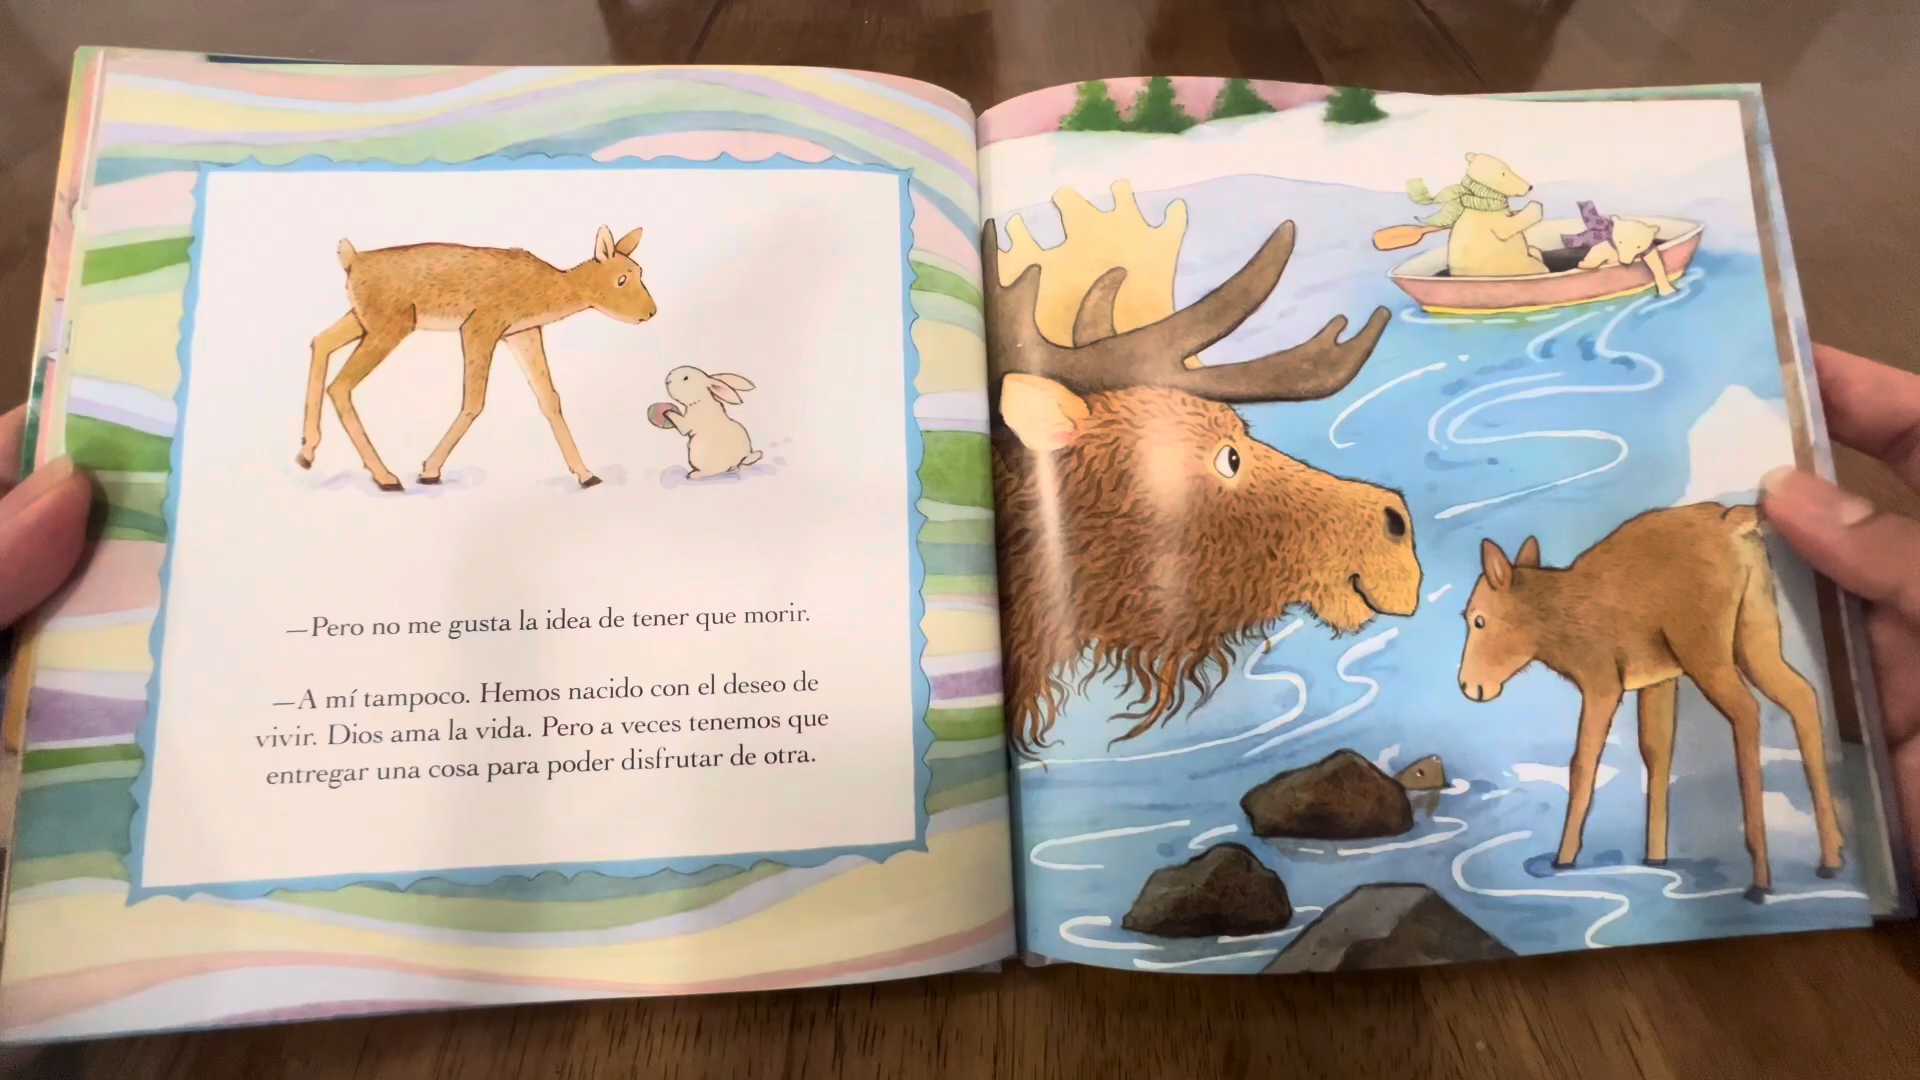 —Pero no me gusta la idea de tener que morir.
—A mí tampoco. Hemos nacido con el deseo de
vivir. Dios ama la vida. Pero a veces tenemos que
entregar una cosa para poder disfrutar de otra.